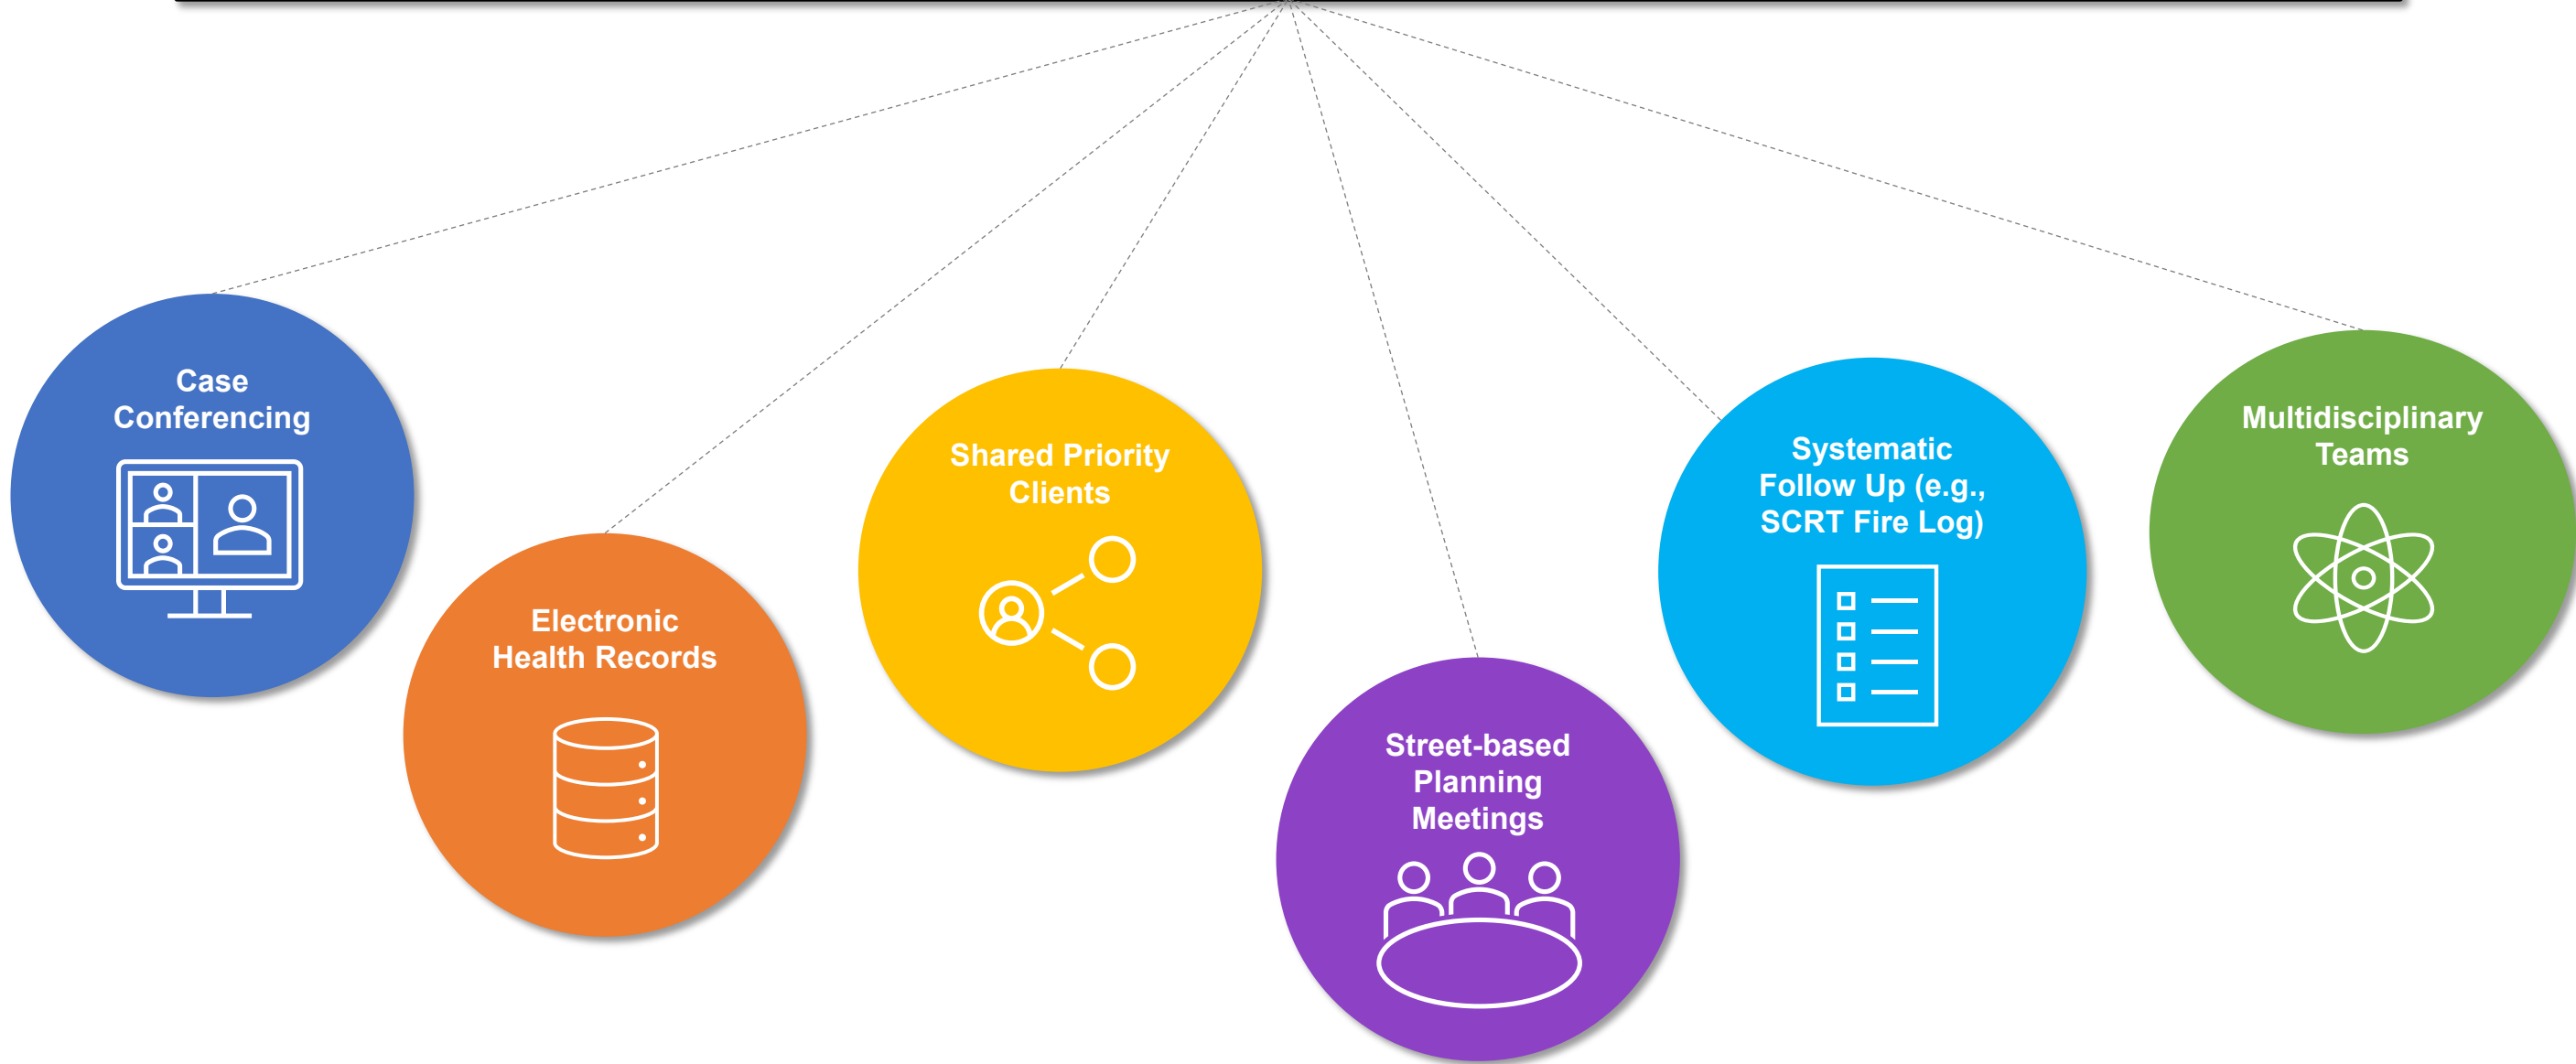 Case
Conferencing
Electronic
Health Records
Shared Priority
Clients
Street-based
Planning
Meetings
Systematic
Follow Up (e.g.,
SCRT Fire Log)
Multidisciplinary
Teams